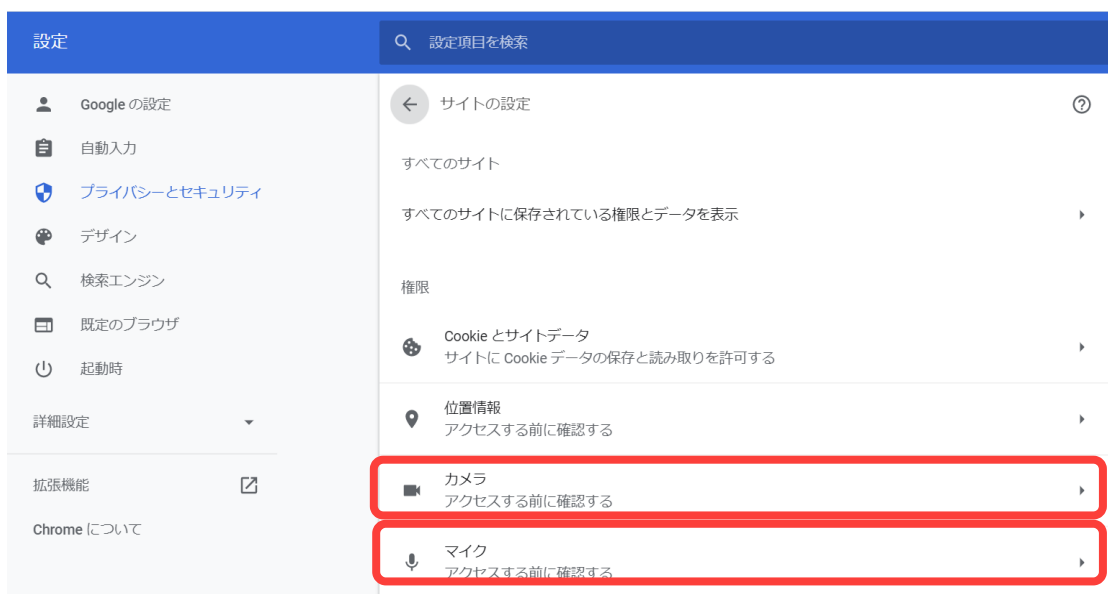 設定
設定項目を検索
Google の設定
自動入力
プライバシーとセキュリティ
デザイン
検索エンジン
既定のブラウザ
起動時
詳細設定
拡張機能
Chrome について
サイトの設定
すべてのサイト
すべてのサイトに保存されている権限とデータを表示
権限
Cookie とサイトデータ
サイトに Cookie データの保存と読み取りを許可する
位置情報
アクセスする前に確認する
カメラ
アクセスする前に確認する
マイク
アクセスする前に確認する